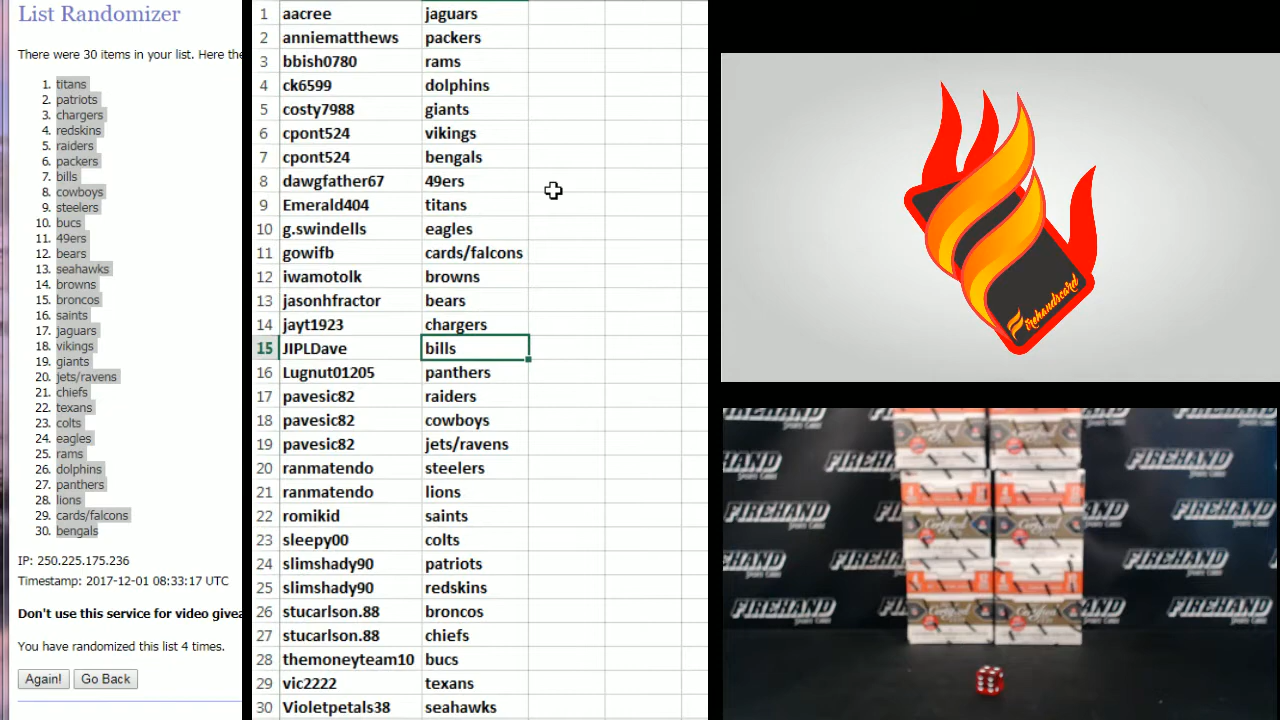 List Randomizer
There were 30 items in your list. Here the
1. titans
2. patriots
3. chargers
4. redskins
5. raiders
6. packers
7. bills
8. cowboys
9. steelers
10. bucs
11. 49ers
12. bears
13. seahawks
14. browns
15. broncos
16. saints
17. jaguars
18. vikings
19. giants
20. jets/ravens
21. chiefs
22. texans
23. colts
24. eagles
25. rams
26. dolphins
27. panthers
28. lions
29. cards/falcons
30. bengals
IP: 250.225.175.236
Timestamp: 2017-12-01 08:33:17 UTC
Don't use this service for video givea
You have randomized this list 4 times.
Again! Go Back
1 aacree jaguars
2 anniematthews packers
3 bbish0780 rams
4 ck6599 dolphins
5 costy7988 giants
6 cpont524 vikings
7 cpont524 bengals
8 dawgfather67 49ers
9 Emerald404 titans
10 g.swindells eagles
11 gowifb cards/falcons
12 iwamotolk browns
13 jasonhfractor bears
14 jayt1923 chargers
15 JIPLDave bills
16 Lugnut01205 panthers
17 pavesic82 raiders
18 pavesic82 cowboys
19 pavesic82 jets/ravens
20 ranmatendo steelers
21 ranmatendo lions
22 romikid saints
23 sleepy00 colts
24 slimshady90 patriots
25 slimshady90 redskins
26 stucarlson.88 broncos
27 stucarlson.88 chiefs
28 themoneyteam10 bucs
29 vic2222 texans
30 Violetpetals38 seahawks
irehandscard
FIREHAND
FIREHAND
FIREHAND
FIREHAND
FIREHAND
Certified Certified